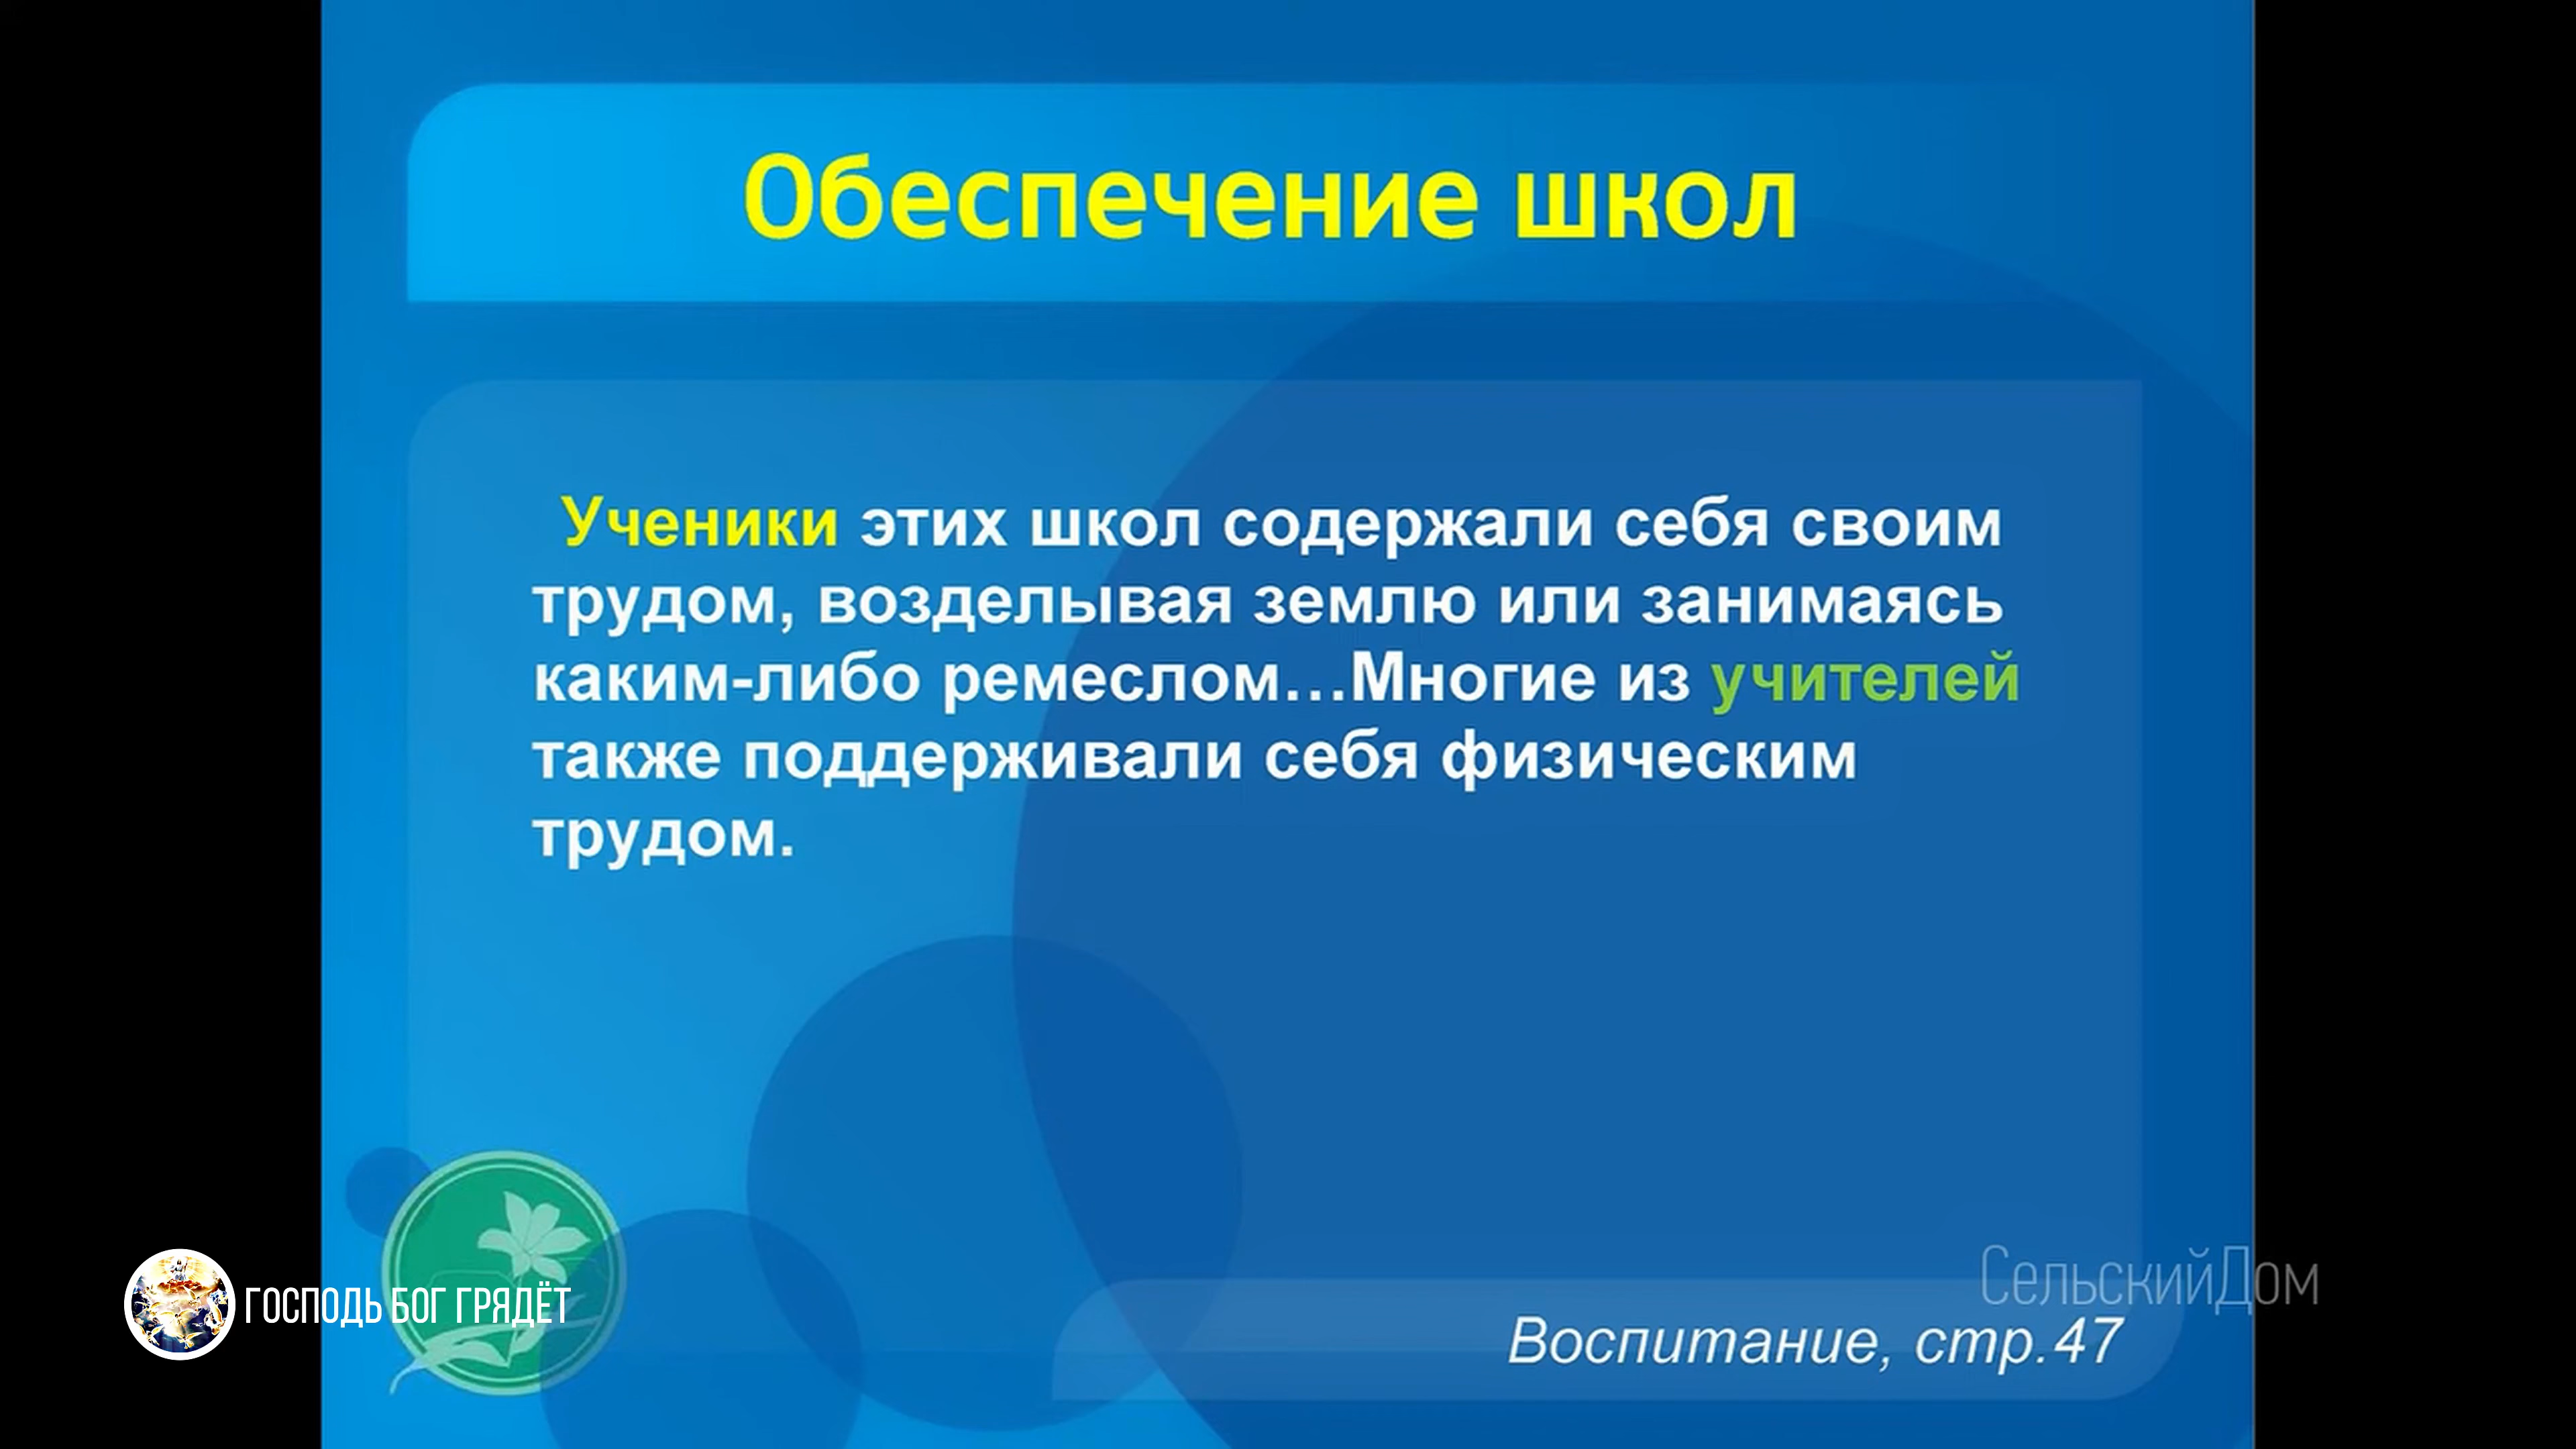 Обеспечение школ
Ученики этих школ содержали себя своим
трудом, возделывая землю или занимаясь
каким-либо ремеслом...Многие из учителей
также поддерживали себя физическим
трудом.
СельскийДом
ГОСПОДЬ БОГ ГРЯДЁТ
Воспитание, стр.47